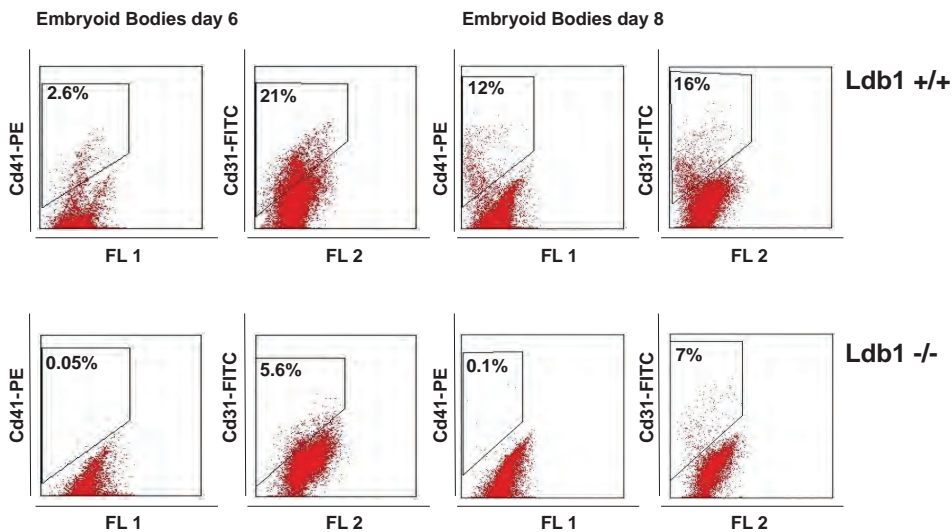 Embryoid Bodies day 6
Embryoid Bodies day 8
Cd41-PE
2.6%
FL 1
Cd31-FITC
21%
FL 2
Cd41-PE
12%
FL 1
Cd31-FITC
16%
FL 2
Ldb1 +/+
Cd41-PE
0.05%
FL 1
Cd31-FITC
5.6%
FL 2
Cd41-PE
0.1%
FL 1
Cd31-FITC
7%
FL 2
Ldb1 -/-